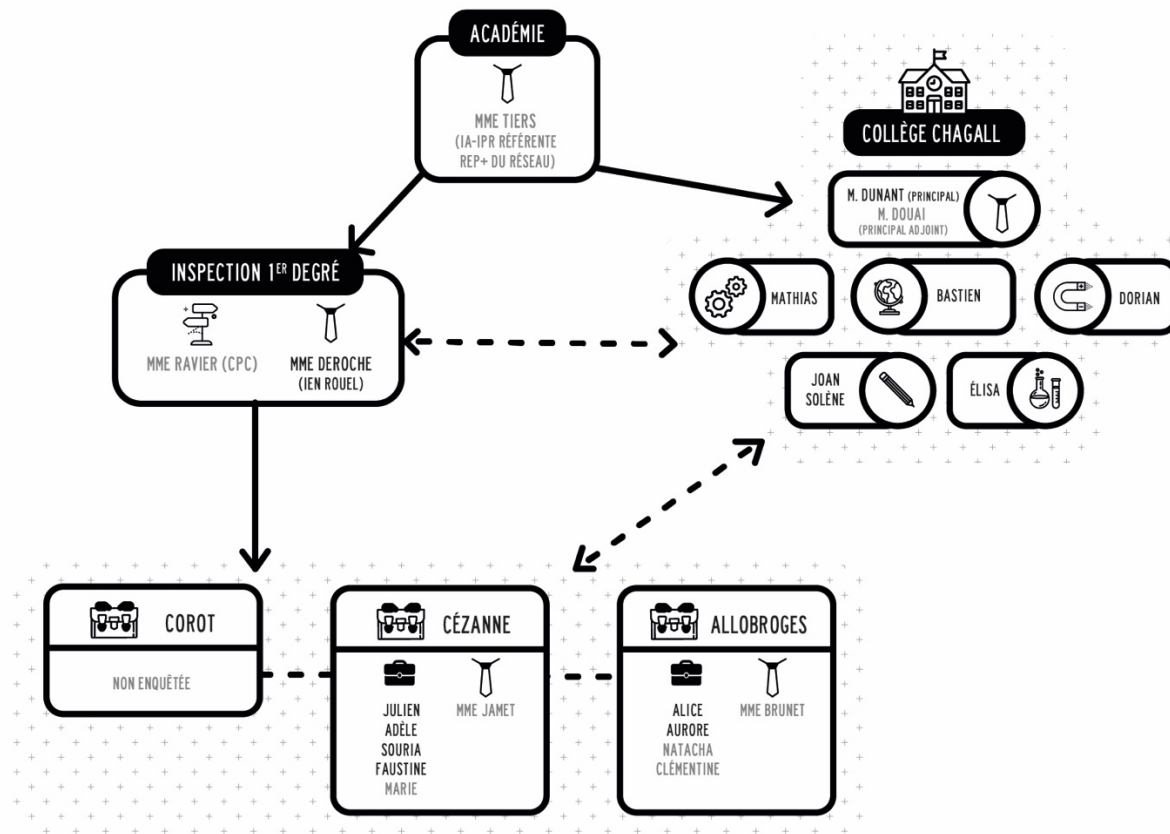 ACADÉMIE
MME TIERS
(IA-IPR RÉFÉRENTE
REP+ DU RÉSEAU)
COLLÈGE CHAGALL
M. DUNANT (PRINCIPAL)
M. DOUAI
(PRINCIPAL ADJOINT)
MATHIAS
BASTIEN
DORIAN
JOAN
SOLÈNE
ÉLISA
INSPECTION 1ER DEGRÉ
MME RAVIER (CPC)
MME DEROCHE
(IEN ROUEL)
COROT
NON ENQUÊTÉE
CÉZANNE
JULIEN
ADÈLE
SOURIA
FAUSTINE
MARIE
MME JAMET
ALLOBROGES
ALICE
AURORE
NATACHA
CLÉMENTINE
MME BRUNET